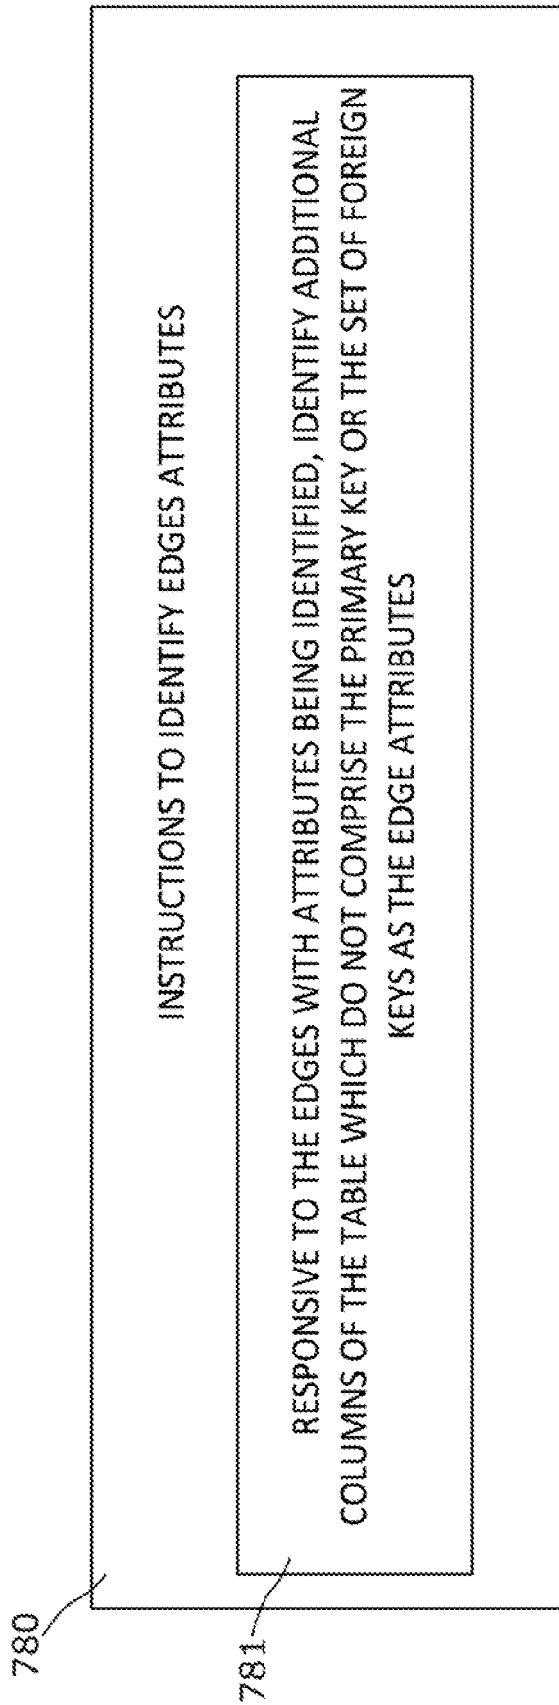 780
INSTRUCTIONS TO IDENTIFY EDGES ATTRIBUTES
781
RESPONSIVE TO THE EDGES WITH ATTRIBUTES BEING IDENTIFIED, IDENTIFY ADDITIONAL
COLUMNS OF THE TABLE WHICH DO NOT COMPRISE THE PRIMARY KEY OR THE SET OF FOREIGN
KEYS AS THE EDGE ATTRIBUTES